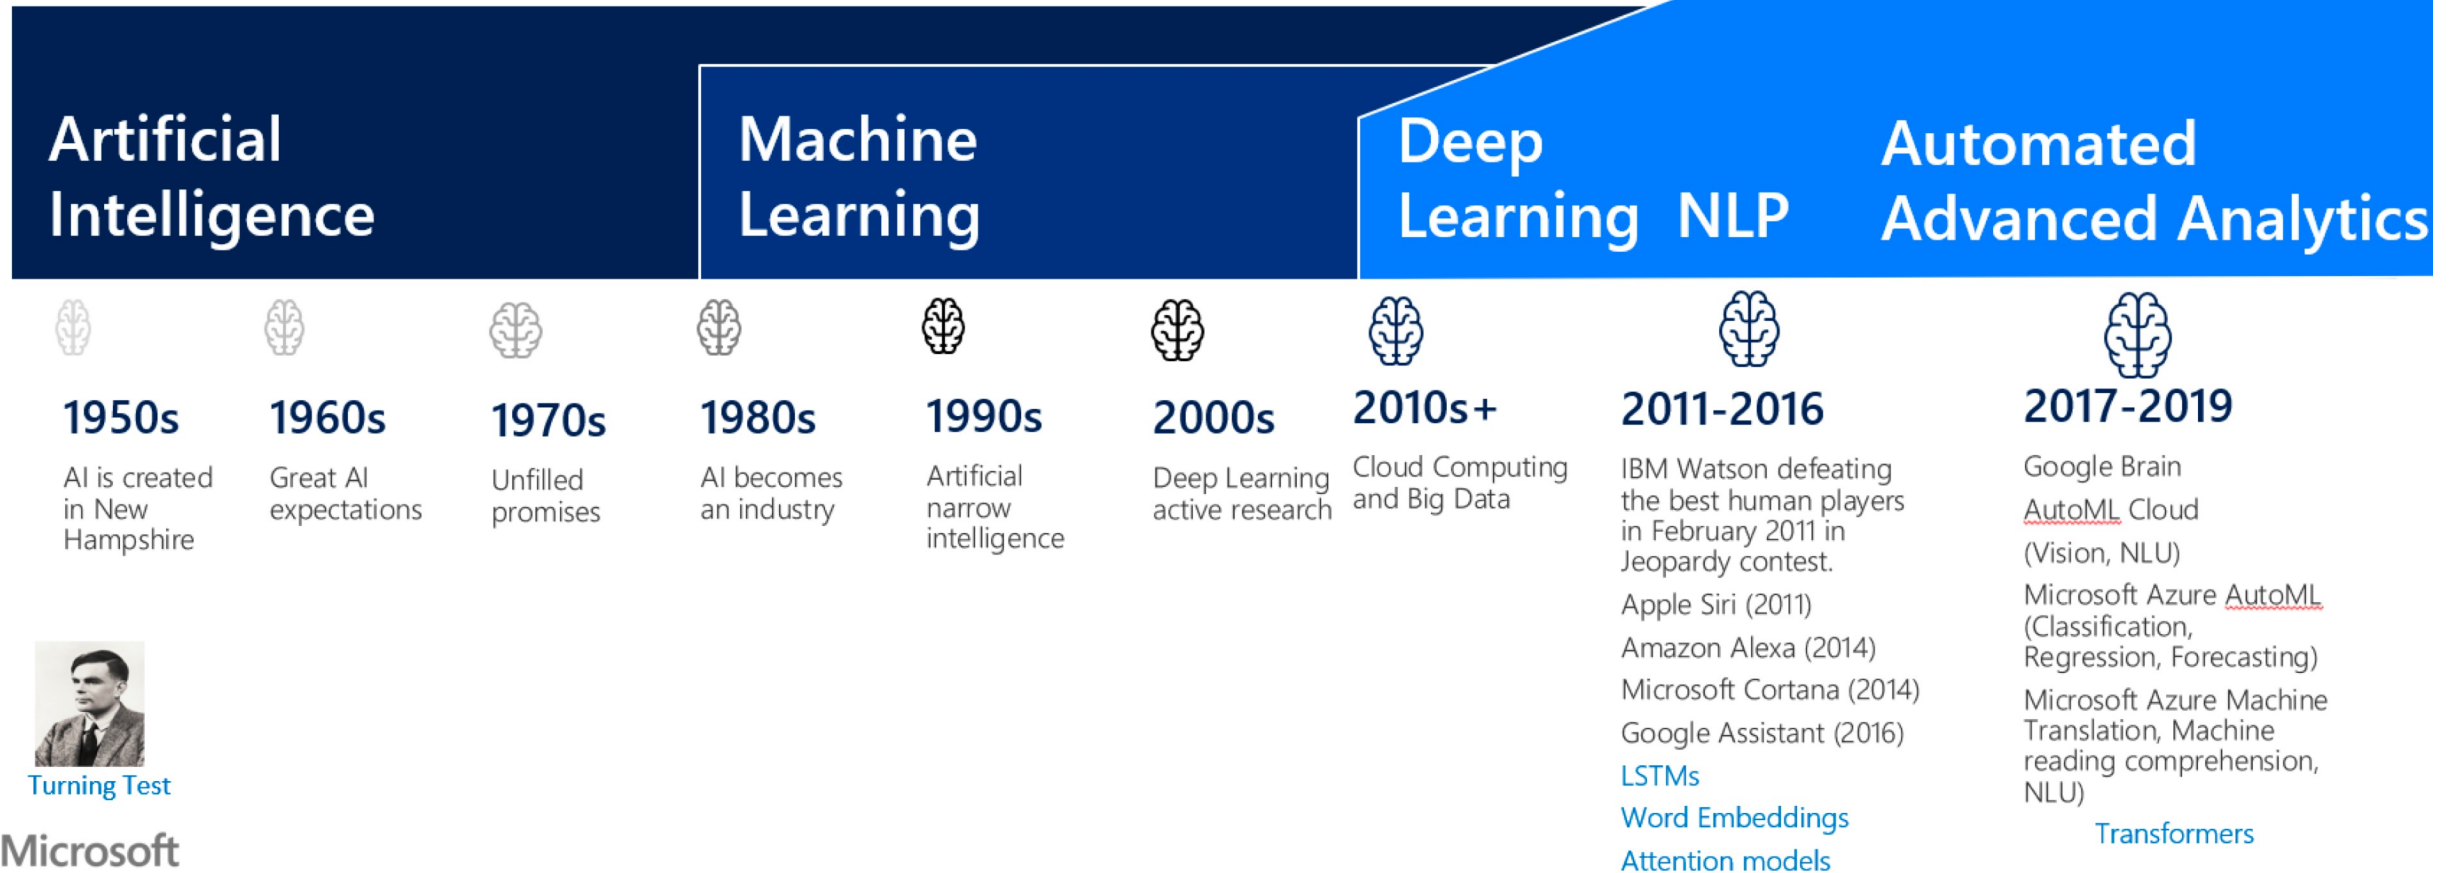 Artificial
Intelligence
Machine
Learning
Deep
Learning NLP
Automated
Advanced Analytics
1950s
AI is created
in New
Hampshire
1960s
Great AI
expectations
1970s
Unfilled
promises
1980s
AI becomes
an industry
1990s
Artificial
narrow
intelligence
2000s
Deep Learning
active research
2010s+
Cloud Computing
and Big Data
2011-2016
IBM Watson defeating
the best human players
in February 2011 in
Jeopardy contest.
Apple Siri (2011)
Amazon Alexa (2014)
Microsoft Cortana (2014)
Google Assistant (2016)
LSTMs
Word Embeddings
Attention models
2017-2019
Google Brain
AutoML Cloud
(Vision, NLU)
Microsoft Azure AutoML
(Classification,
Regression, Forecasting)
Microsoft Azure Machine
Translation, Machine
reading comprehension,
NLU)
Transformers
Turning Test
Microsoft